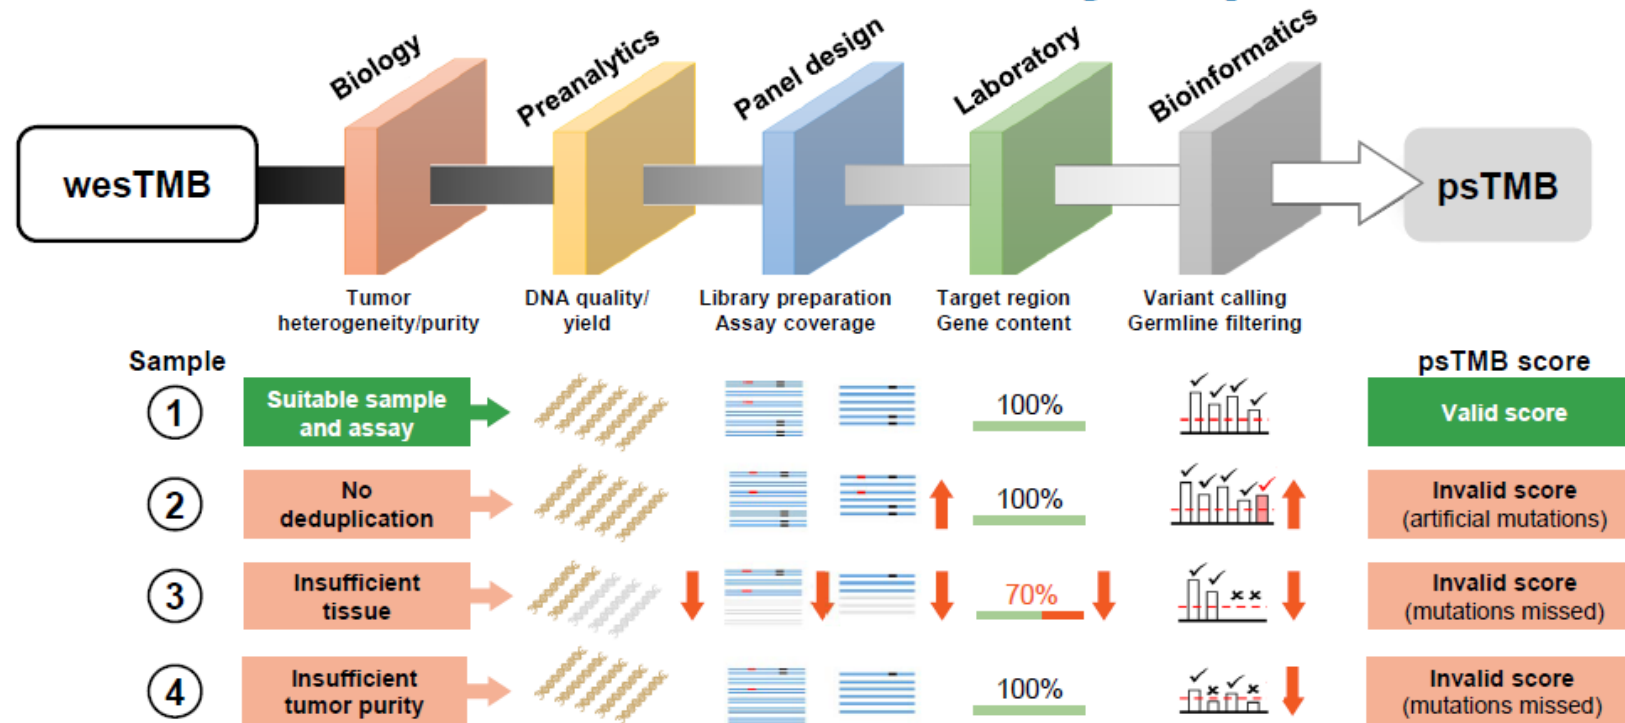 Biology
Preanalytics
Panel design
Laboratory
Bioinformatics
wesTMB
psTMB
Tumor
heterogeneity/purity
DNA quality/
yield
Library preparation
Assay coverage
Target region
Gene content
Variant calling
Germline filtering
Sample
psTMB score
1
Suitable sample
and assay
100%
Valid score
2
No
deduplication
100%
Invalid score
(artificial mutations)
3
Insufficient
tissue
70%
Invalid score
(mutations missed)
4
Insufficient
tumor purity
100%
Invalid score
(mutations missed)